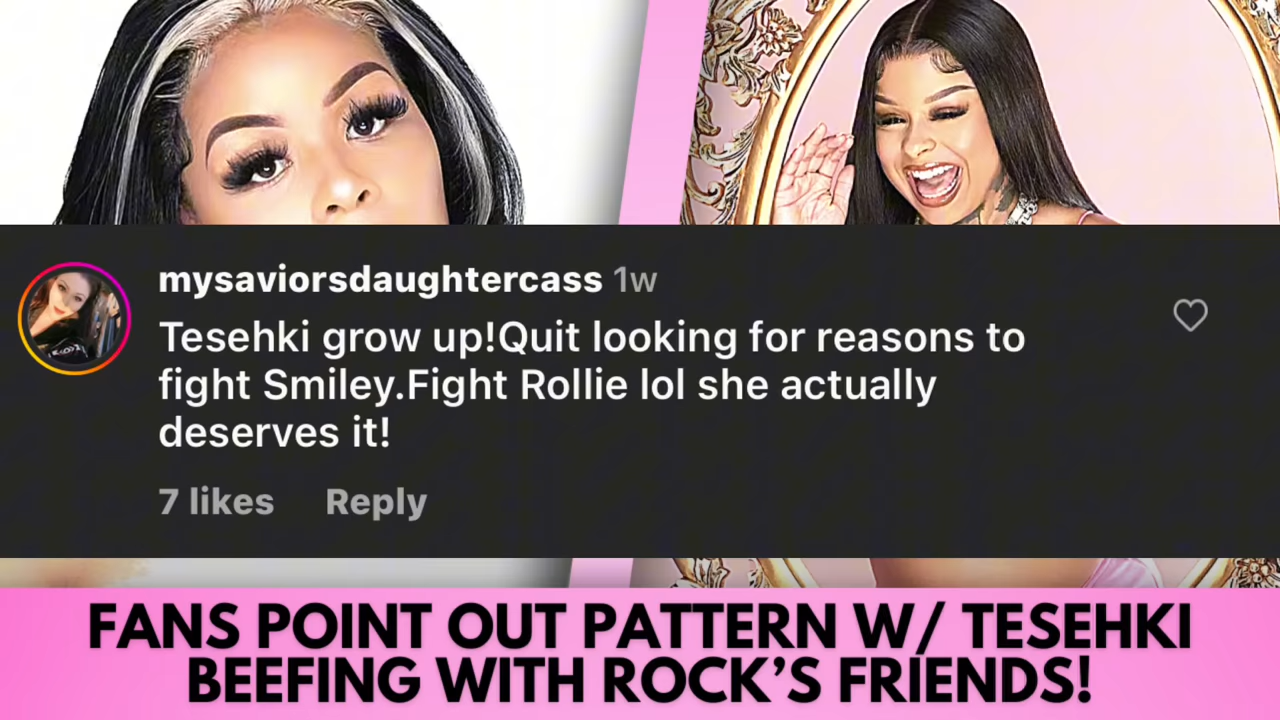 mysaviorsdaughtercass 1w
Tesehki grow up!Quit looking for reasons to
fight Smiley.Fight Rollie lol she actually
deserves it!
7 likes Reply
FANS POINT OUT PATTERN W/ TESEHKI
BEEFING WITH ROCK’S FRIENDS!